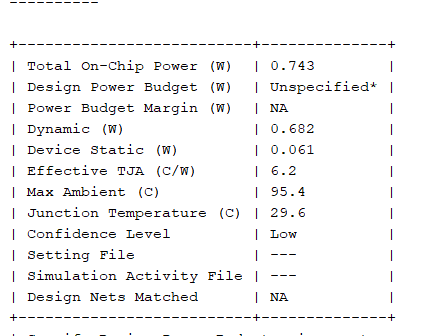 ----------
+---------------------------+--------------+
| Total On-Chip Power (W)  | 0.743        |
| Design Power Budget (W)  | Unspecified* |
| Power Budget Margin (W)  | NA           |
| Dynamic (W)              | 0.682        |
| Device Static (W)        | 0.061        |
| Effective TJA (C/W)      | 6.2          |
| Max Ambient (C)          | 95.4         |
| Junction Temperature (C) | 29.6         |
| Confidence Level         | Low          |
| Setting File             | ---          |
| Simulation Activity File | ---          |
| Design Nets Matched      | NA           |
+---------------------------+--------------+